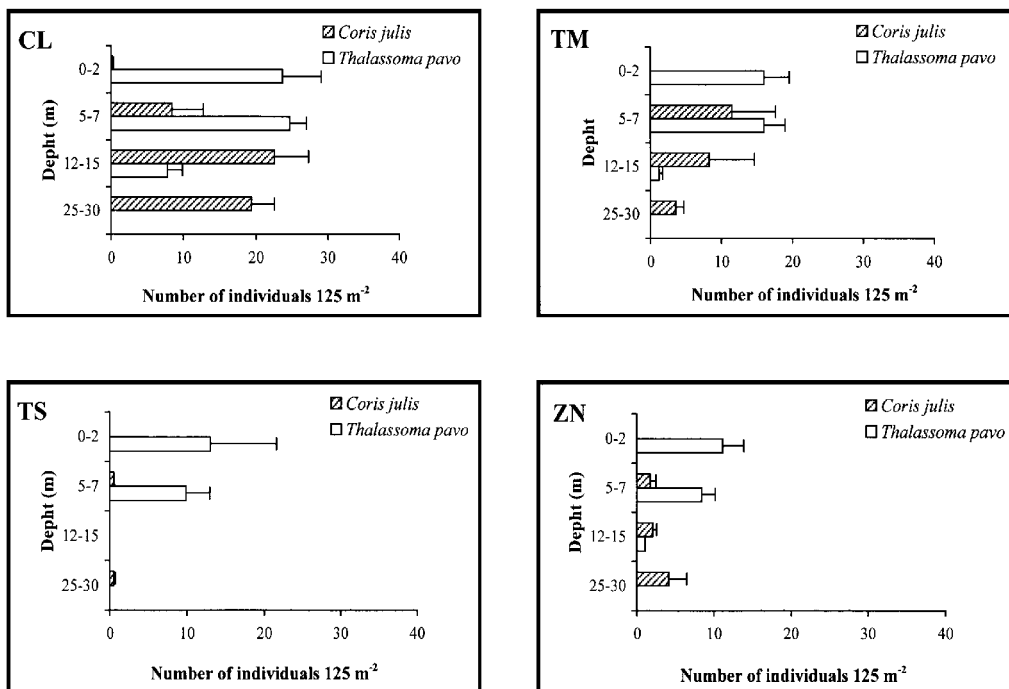 CL
Coris julis
Thalassoma pavo
Depht (m)
0-2
5-7
12-15
25-30
0 10 20 30 40
Number of individuals 125 m-2
TM
Coris julis
Thalassoma pavo
Depht
0-2
5-7
12-15
25-30
0 10 20 30 40
Number of individuals 125 m-2
TS
Coris julis
Thalassoma pavo
Depht (m)
0-2
5-7
12-15
25-30
0 10 20 30 40
Number of individuals 125 m-2
ZN
Coris julis
Thalassoma pavo
Depht (m)
0-2
5-7
12-15
25-30
0 10 20 30 40
Number of individuals 125 m-2